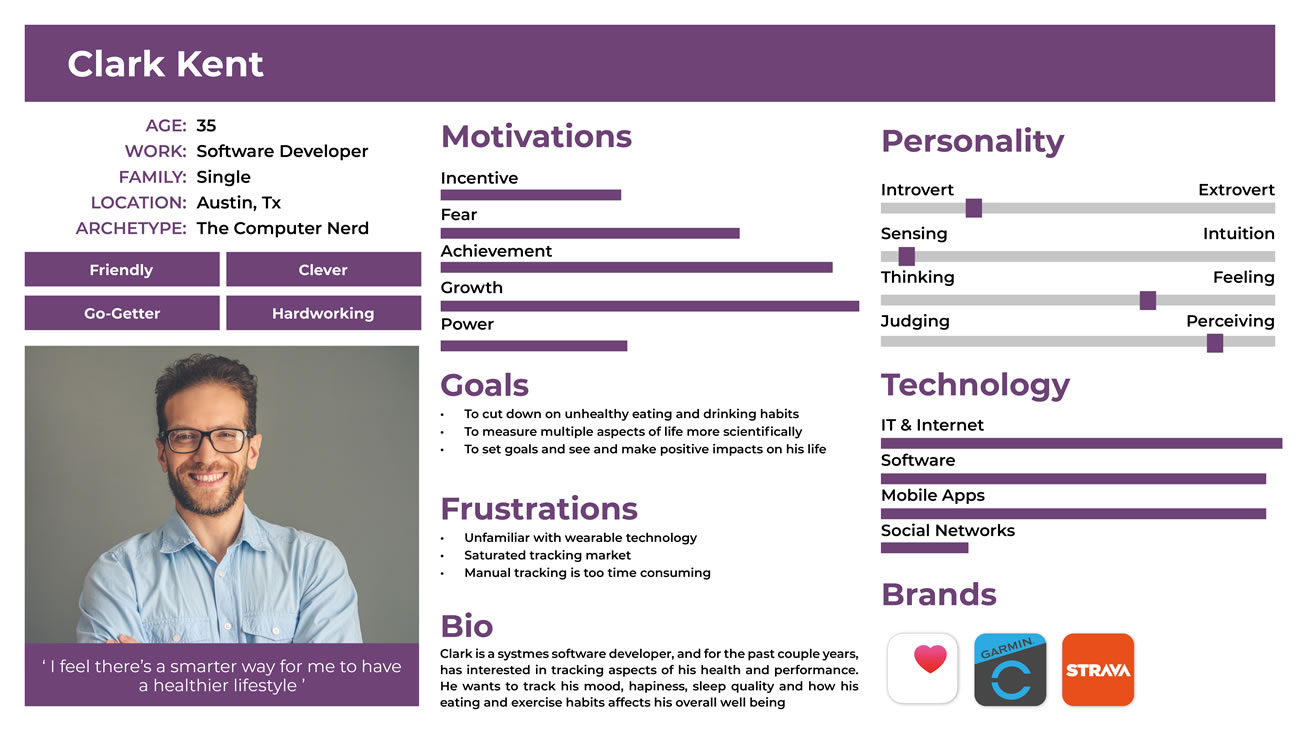 Clark Kent
AGE: 35
WORK: Software Developer
FAMILY: Single
LOCATION: Austin, Tx
ARCHETYPE: The Computer Nerd
Friendly
Clever
Go-Getter
Hardworking
‘ I feel there’s a smarter way for me to have
a healthier lifestyle ’
Motivations
Incentive
Fear
Achievement
Growth
Power
Goals
• To cut down on unhealthy eating and drinking habits
• To measure multiple aspects of life more scientifically
• To set goals and see and make positive impacts on his life
Frustrations
• Unfamiliar with wearable technology
• Saturated tracking market
• Manual tracking is too time consuming
Bio
Clark is a systmes software developer, and for the past couple years,
has interested in tracking aspects of his health and performance.
He wants to track his mood, hapiness, sleep quality and how his
eating and exercise habits affects his overall well being
Personality
Introvert Extrovert
Sensing Intuition
Thinking Feeling
Judging Perceiving
Technology
IT & Internet
Software
Mobile Apps
Social Networks
Brands
GARMIN
STRAVA